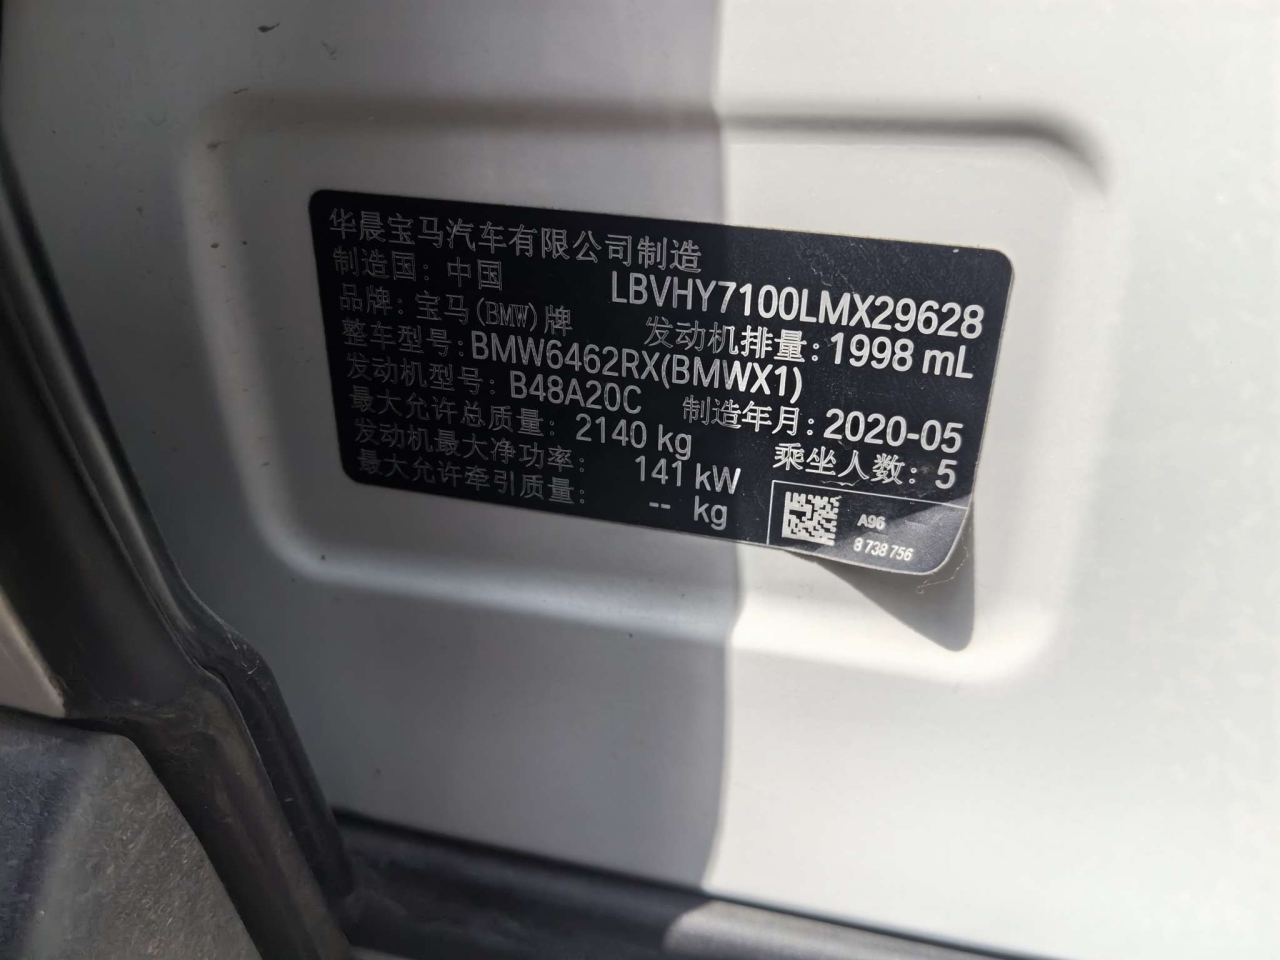 华晨宝马汽车有限公司制造
制造国：中国
LBVHY7100LMX29628
品牌：宝马(BMW)牌
发动机排量：1998 mL
整车型号：BMW6462RX(BMWX1)
发动机型号：B48A20C
制造年月：2020-05
最大允许总质量：2140 kg
乘坐人数：5
发动机最大净功率：141 kW
最大允许牵引质量：-- kg
A96
8 738 756